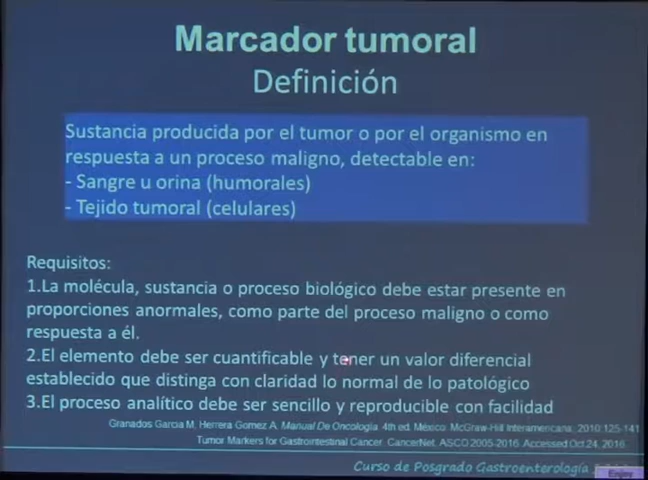 Marcador tumoral
Definición
Sustancia producida por el tumor o por el organismo en
respuesta a un proceso maligno, detectable en:
- Sangre u orina (humorales)
- Tejido tumoral (celulares)
Requisitos:
1.La molécula, sustancia o proceso biológico debe estar presente en
proporciones anormales, como parte del proceso maligno o como
respuesta a él.
2.El elemento debe ser cuantificable y tener un valor diferencial
establecido que distinga con claridad lo normal de lo patológico
3.El proceso analítico debe ser sencillo y reproducible con facilidad
Granados Garcia M, Herrera Gomez A. Manual De Oncología. 4th ed. México: McGraw-Hill Interamericana; 2010:125-141
Tumor Markers for Gastrointestinal Cancer. CancerNet. ASCO 2005-2016. Accessed Oct 24, 2016.
Curso de Posgrado Gastroenterología